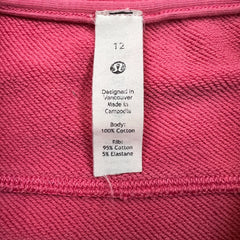 12
Designed in
Vancouver
Made in
Cambodia
Body:
100% Cotton
Rib:
95% Cotton
5% Elastane